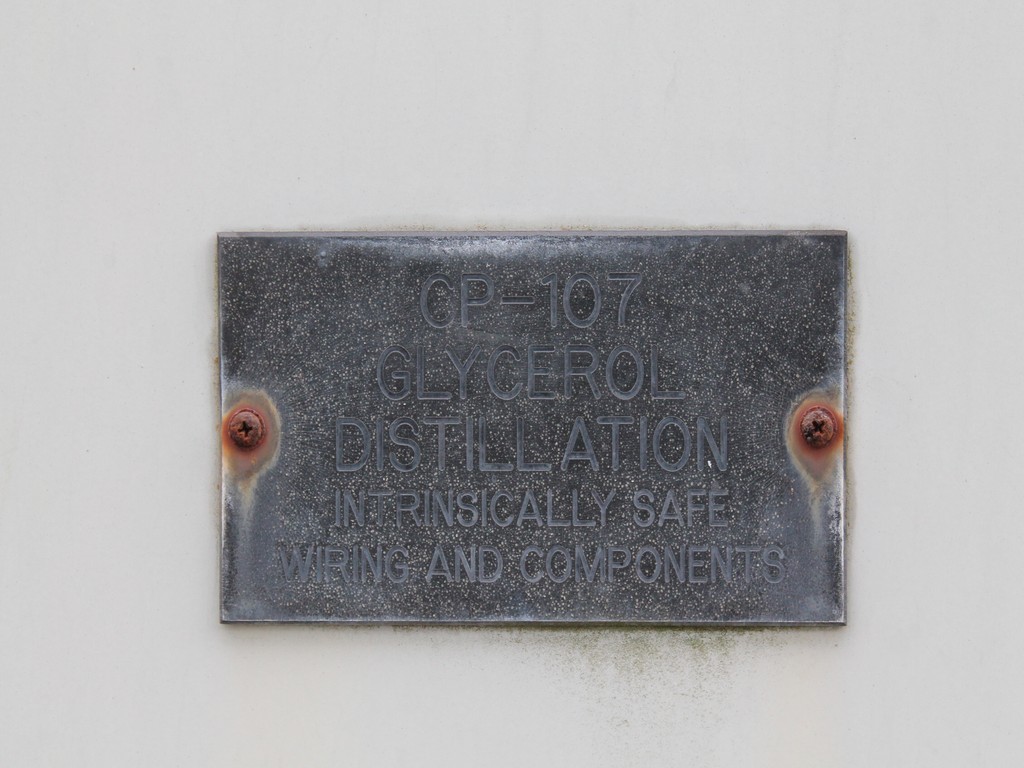 CP-107
GLYCEROL
DISTILLATION
INTRINSICALLY SAFE
WIRING AND COMPONENTS